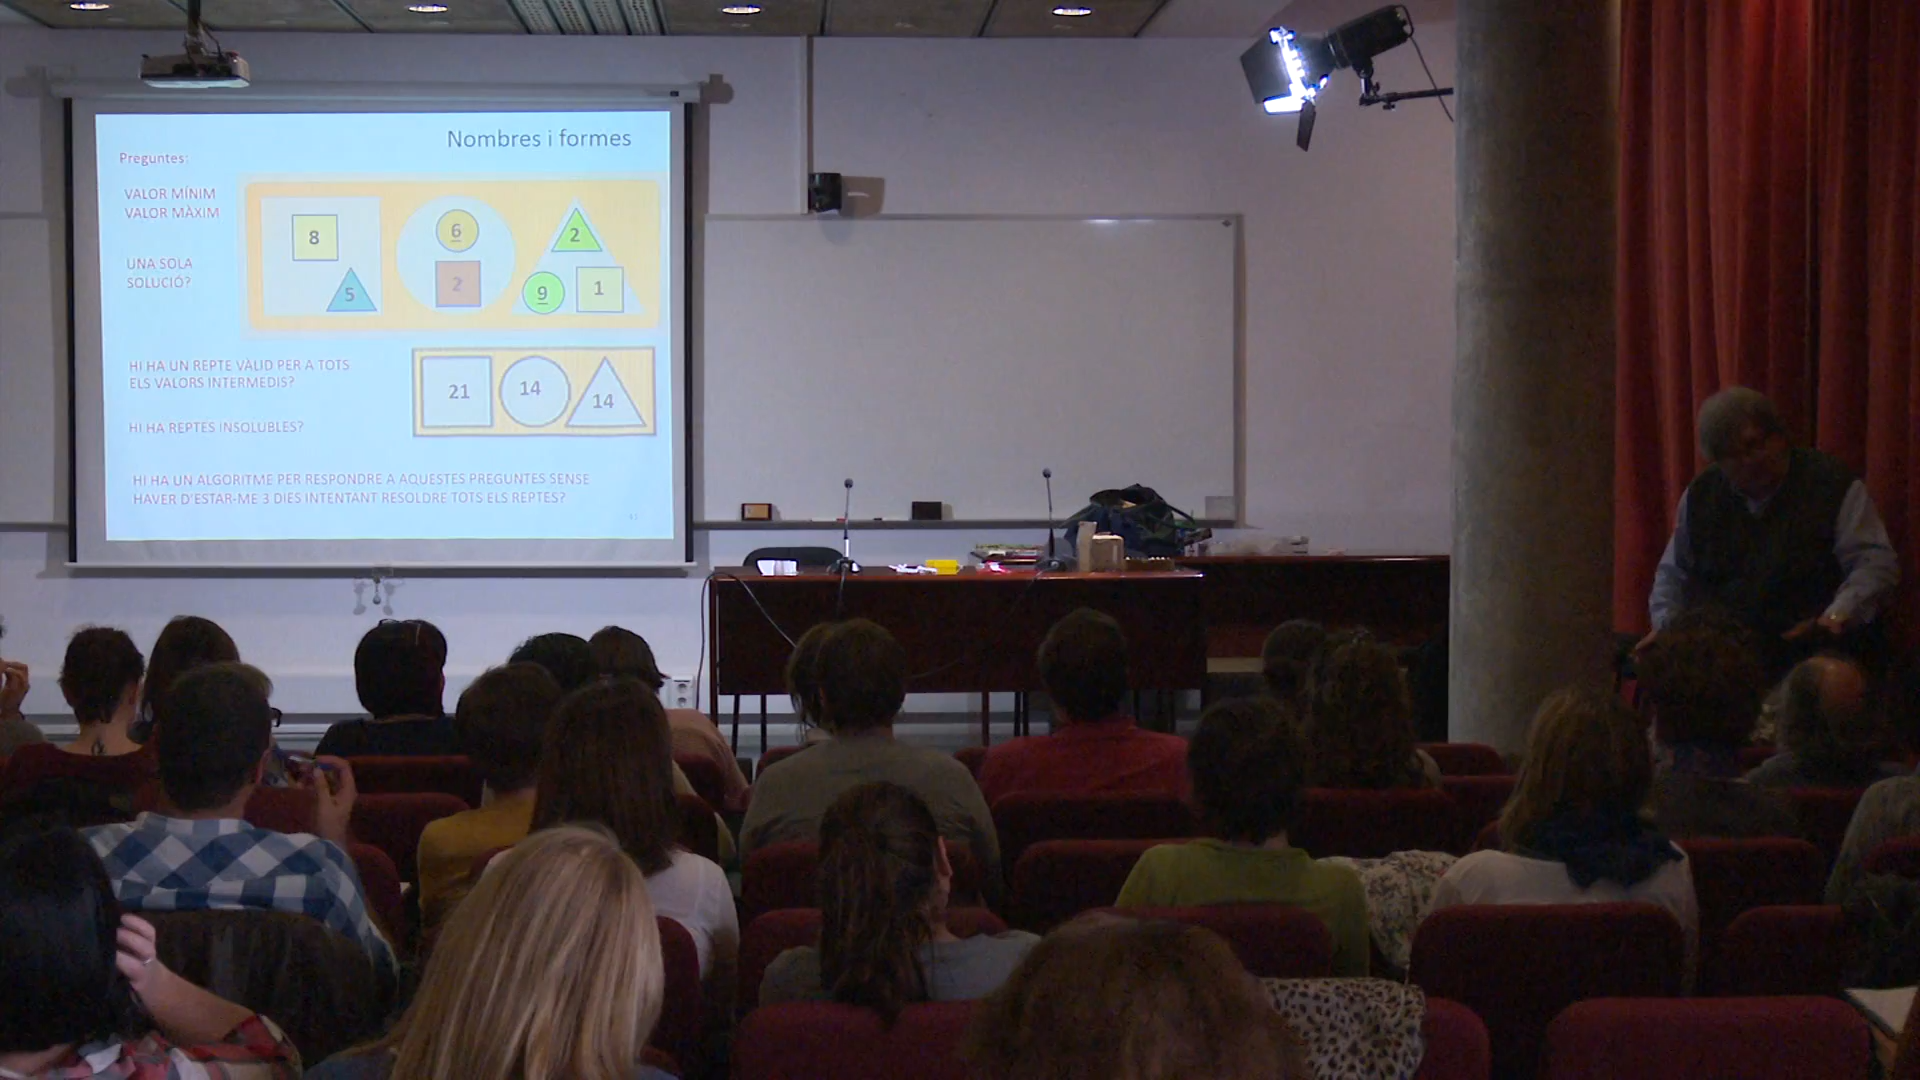 Nombres i formes
Preguntes:
VALOR MÍNIM
VALOR MÀXIM
UNA SOLA
SOLUCIÓ?
8
5
6
2
2
9
1
HI HA UN REPTE VÀLID PER A TOTS
ELS VALORS INTERMEDIS?
21
14
14
HI HA REPTES INSOLUBLES?
HI HA UN ALGORITME PER RESPONDRE A AQUESTES PREGUNTES SENSE
HAVER D'ESTAR-ME 3 DIES INTENTANT RESOLDRE TOTS ELS REPTES?